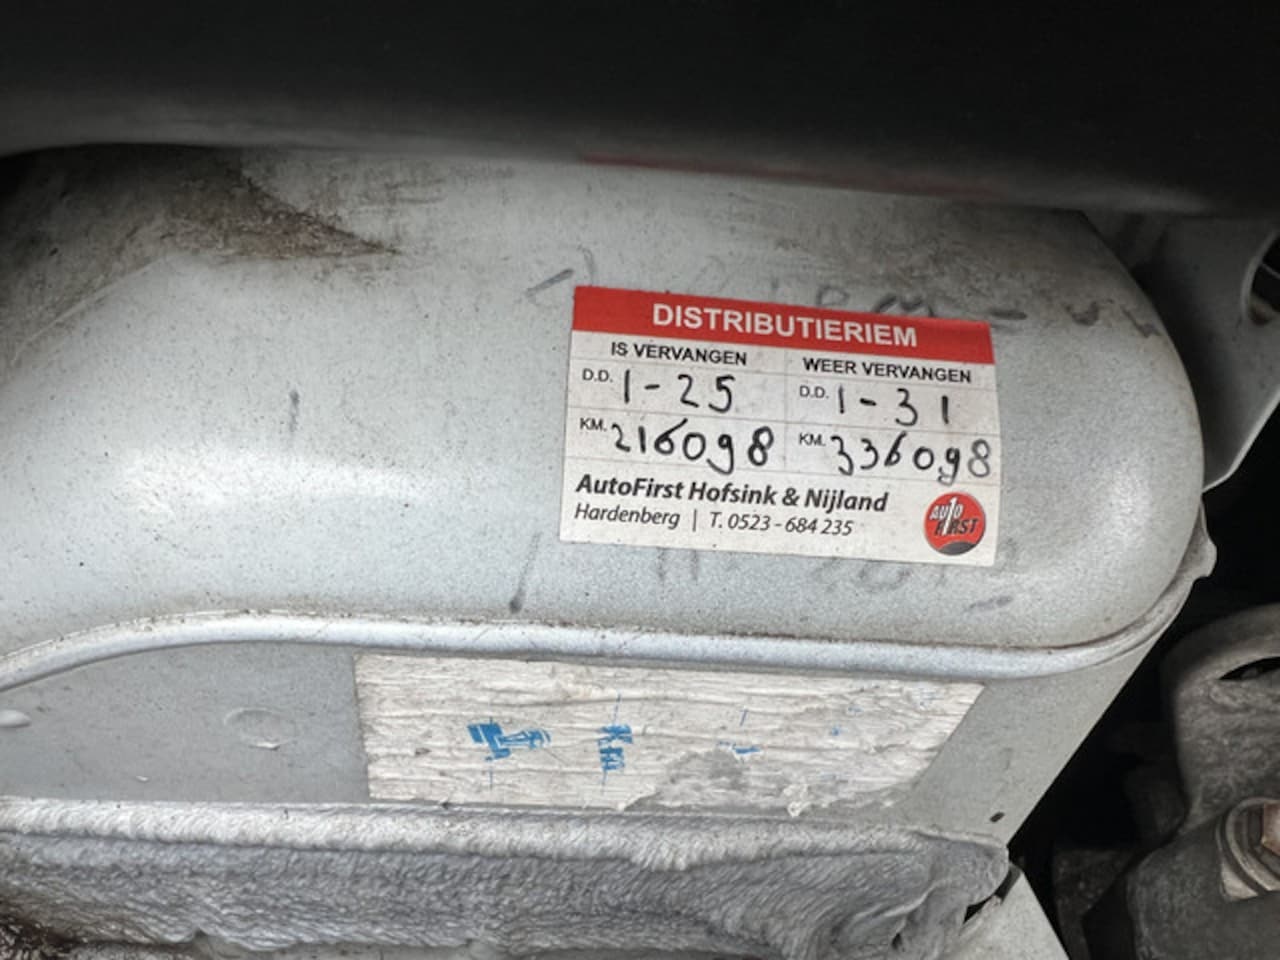 DISTRIBUTIERIEM
IS VERVANGEN WEER VERVANGEN
D.D. 1-25 D.D. 1-31
KM. 216098 KM. 336098
AutoFirst Hofsink & Nijland
Hardenberg | T. 0523-684 235
AUTO FIRST